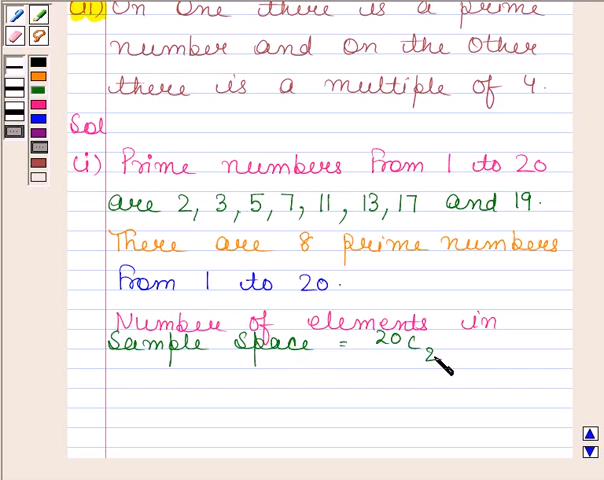 (ii) On One there is a prime
number and on the other
there is a multiple of 4.
Sol
(i) Prime numbers from 1 to 20
are 2, 3, 5, 7, 11, 13, 17 and 19.
There are 8 prime numbers
from 1 to 20.
Number of elements in
Sample Space = ²⁰C₂